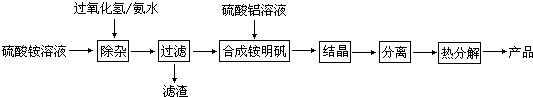 过氧化氢/氨水 硫酸铝溶液
硫酸铵溶液 除杂 过滤 合成铵明矾 结晶 分离 热分解 产品
滤渣